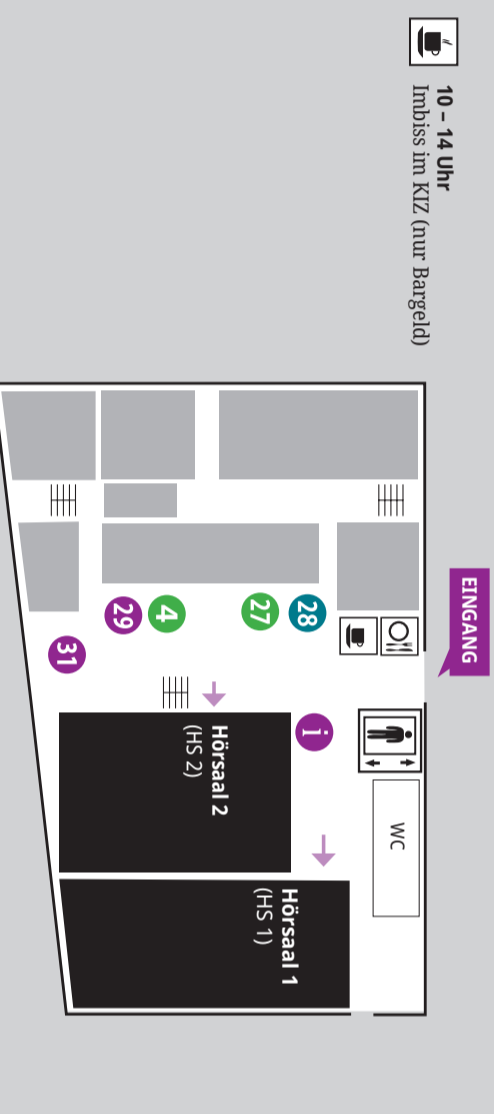 10 – 14 Uhr
Imbiss im KIZ (nur Bargeld)
EINGANG
28
27
4
29
31
i
WC
Hörsaal 2
(HS 2)
Hörsaal 1
(HS 1)